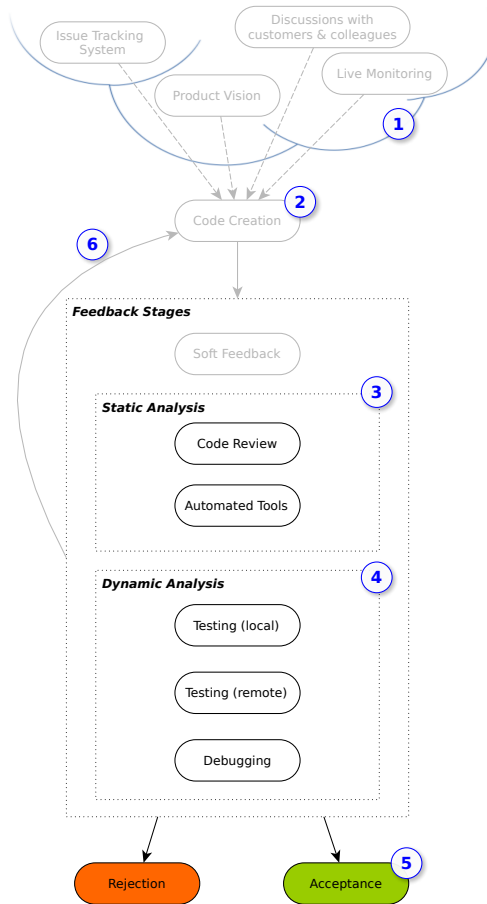 Discussions with
customers & colleagues
Issue Tracking
System
Live Monitoring
Product Vision
1
2
Code Creation
6
Feedback Stages
Soft Feedback
3
Static Analysis
Code Review
Automated Tools
4
Dynamic Analysis
Testing (local)
Testing (remote)
Debugging
5
Rejection
Acceptance